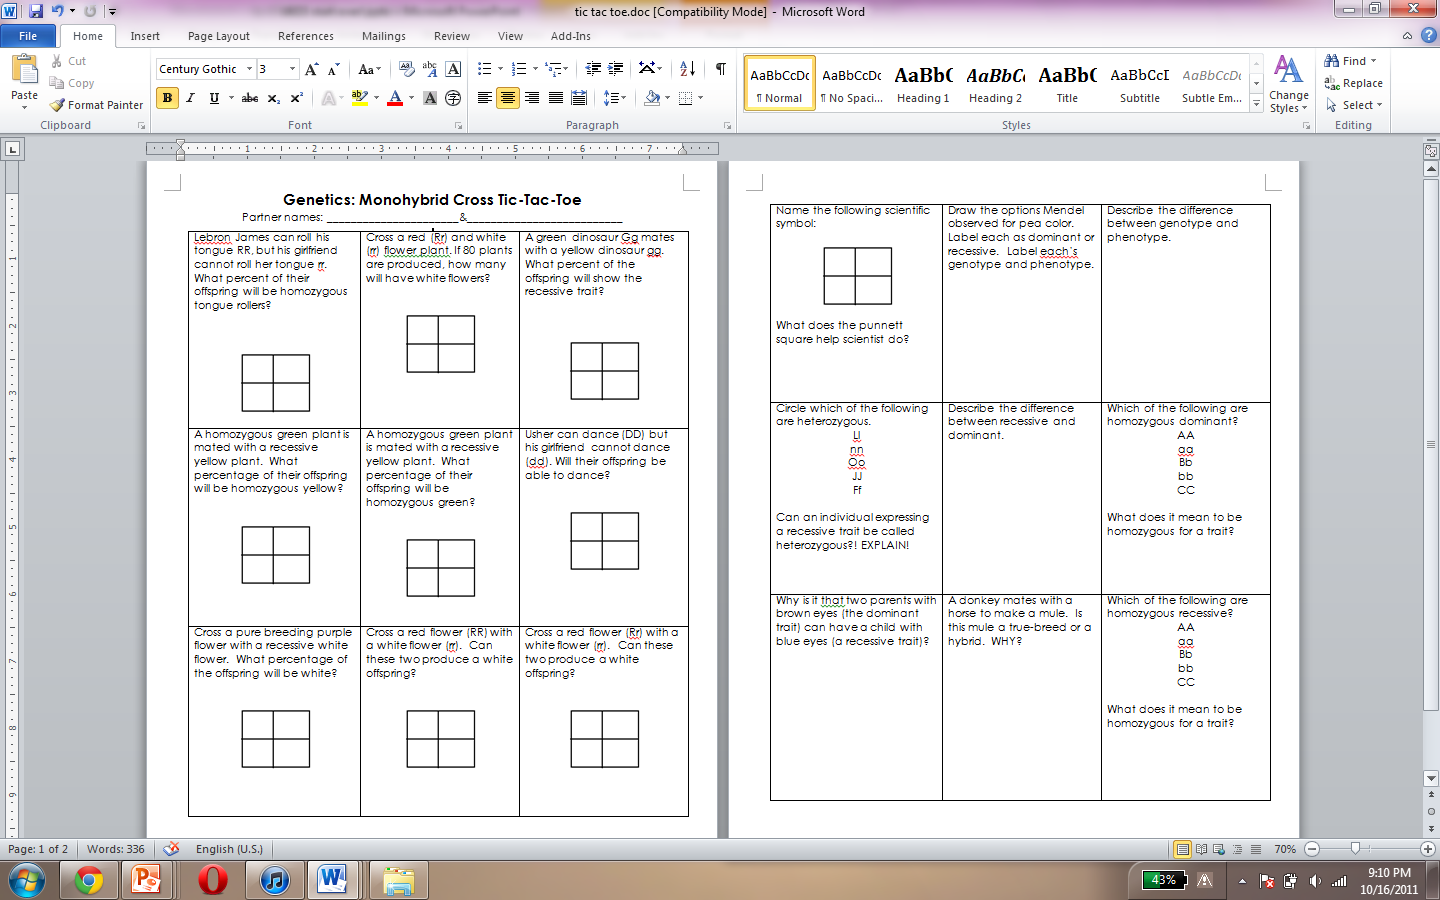 tic tac toe.doc [Compatibility Mode] - Microsoft Word
File Home Insert Page Layout References Mailings Review View Add-Ins
Paste
Cut
Copy
Format Painter
Clipboard
Century Gothic 3
Font
Paragraph
AaBbCcDc AaBbCcDc AaBbC AaBbCc AaBbC AaBbCcI AaBbCcDc
¶ Normal ¶ No Spaci... Heading 1 Heading 2 Title Subtitle Subtle Em...
Change
Styles
Styles
Find
Replace
Select
Editing
Genetics: Monohybrid Cross Tic-Tac-Toe
Partner names: ______________________&__________________________
Lebron James can roll his
tongue RR, but his girlfriend
cannot roll her tongue rr.
What percent of their
offspring will be homozygous
tongue rollers?
Cross a red (Rr) and white
(rr) flower plant. If 80 plants
are produced, how many
will have white flowers?
A green dinosaur Gg mates
with a yellow dinosaur gg.
What percent of the
offspring will show the
recessive trait?
A homozygous green plant is
mated with a recessive
yellow plant. What
percentage of their offspring
will be homozygous yellow?
A homozygous green plant
is mated with a recessive
yellow plant. What
percentage of their
offspring will be
homozygous green?
Usher can dance (DD) but
his girlfriend cannot dance
(dd). Will their offspring be
able to dance?
Cross a pure breeding purple
flower with a recessive white
flower. What percentage of
the offspring will be white?
Cross a red flower (RR) with
a white flower (rr). Can
these two produce a white
offspring?
Cross a red flower (Rr) with a
white flower (rr). Can these
two produce a white
offspring?
Name the following scientific
symbol:
What does the punnett
square help scientist do?
Draw the options Mendel
observed for pea color.
Label each as dominant or
recessive. Label each's
genotype and phenotype.
Describe the difference
between genotype and
phenotype.
Circle which of the following
are heterozygous.
Ll
nn
Oo
JJ
Ff
Can an individual expressing
a recessive trait be called
heterozygous?! EXPLAIN!
Describe the difference
between recessive and
dominant.
Which of the following are
homozygous dominant?
AA
aa
Bb
bb
CC
What does it mean to be
homozygous for a trait?
Why is it that two parents with
brown eyes (the dominant
trait) can have a child with
blue eyes (a recessive trait)?
A donkey mates with a
horse to make a mule. Is
this mule a true-breed or a
hybrid. WHY?
Which of the following are
homozygous recessive?
AA
aa
Bb
bb
CC
What does it mean to be
homozygous for a trait?
Page: 1 of 2 Words: 336 English (U.S.) 70%
43%
9:10 PM
10/16/2011